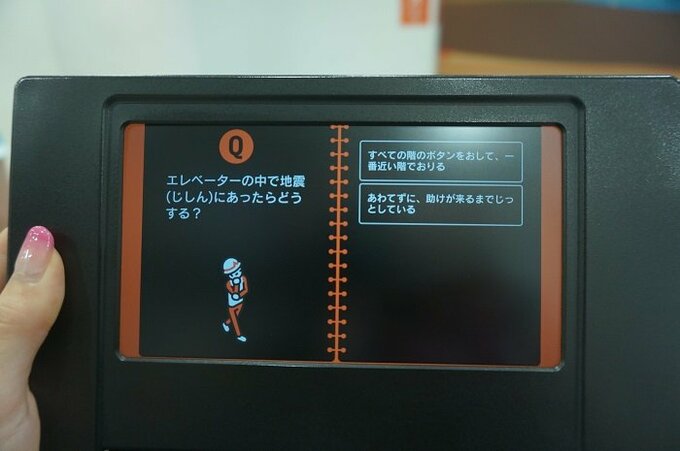 Q
エレベーターの中で地震
(じしん)にあったらどう
する？
すべての階のボタンをおして、一
番近い階でおりる
あわてずに、助けが来るまでじっ
としている